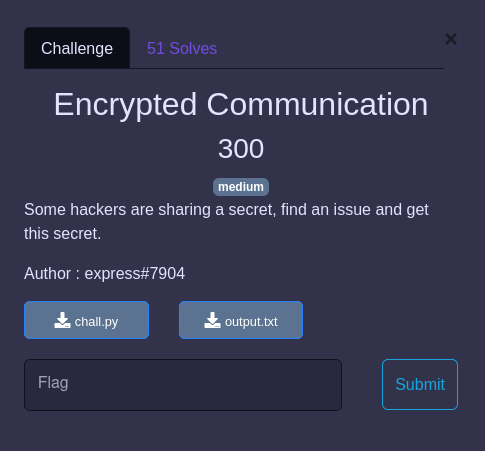 Challenge
51 Solves
×
Encrypted Communication
300
medium
Some hackers are sharing a secret, find an issue and get
this secret.
Author : express#7904
chall.py
output.txt
Flag
Submit